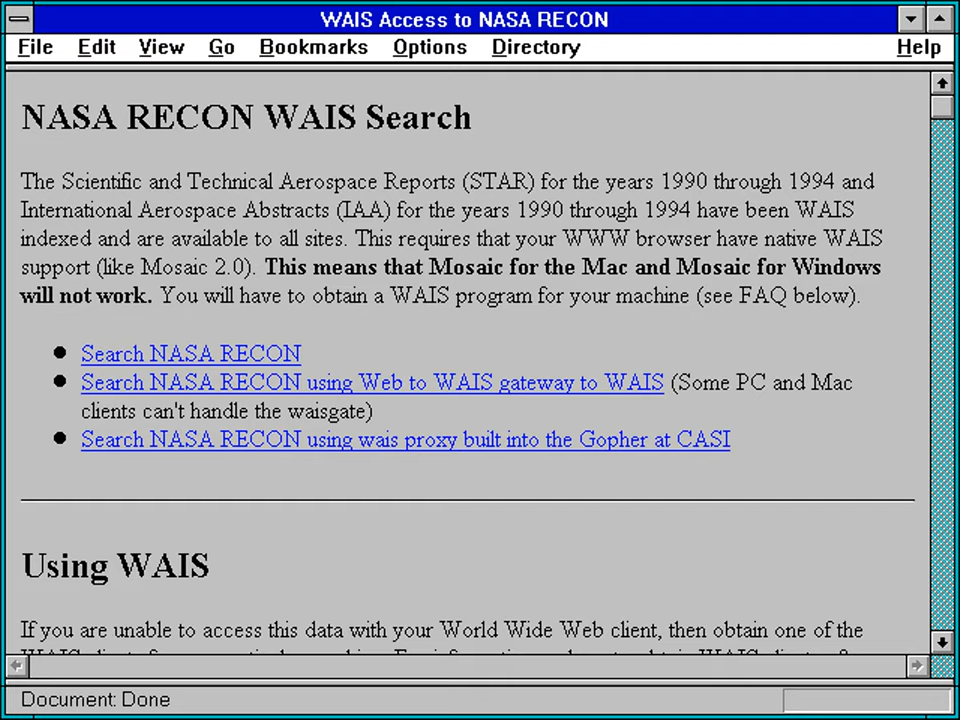 WAIS Access to NASA RECON
File Edit View Go Bookmarks Options Directory Help
NASA RECON WAIS Search
The Scientific and Technical Aerospace Reports (STAR) for the years 1990 through 1994 and
International Aerospace Abstracts (IAA) for the years 1990 through 1994 have been WAIS
indexed and are available to all sites. This requires that your WWW browser have native WAIS
support (like Mosaic 2.0). This means that Mosaic for the Mac and Mosaic for Windows
will not work. You will have to obtain a WAIS program for your machine (see FAQ below).
Search NASA RECON
Search NASA RECON using Web to WAIS gateway to WAIS (Some PC and Mac
clients can't handle the waisgate)
Search NASA RECON using wais proxy built into the Gopher at CASI
Using WAIS
If you are unable to access this data with your World Wide Web client, then obtain one of the
Document: Done